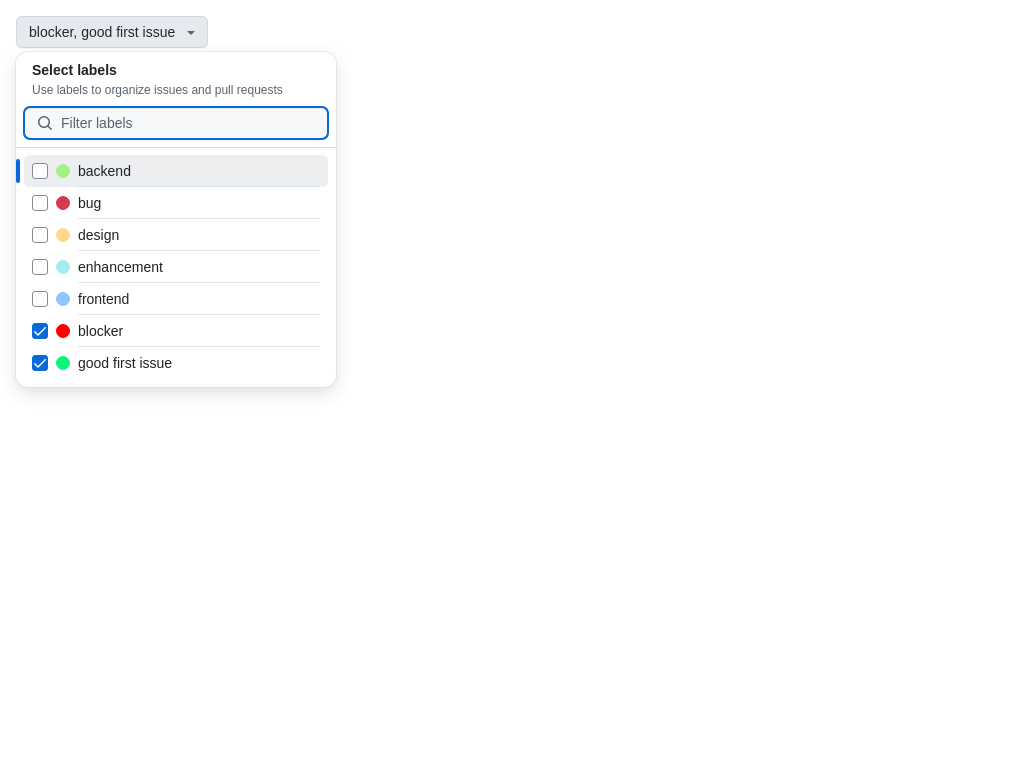 blocker, good first issue
Select labels
Use labels to organize issues and pull requests
Filter labels
backend
bug
design
enhancement
frontend
blocker
good first issue